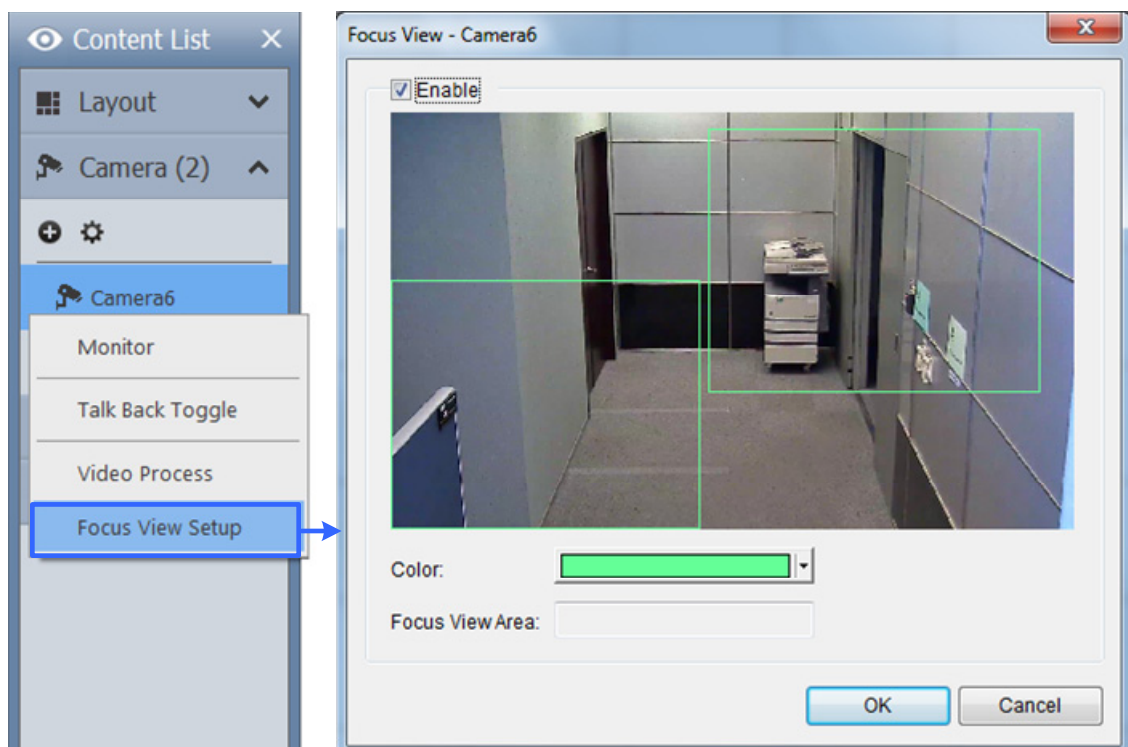 Content List
Layout
Camera (2)
Camera6
Monitor
Talk Back Toggle
Video Process
Focus View Setup
Focus View - Camera6
Enable
Color:
Focus View Area:
OK
Cancel